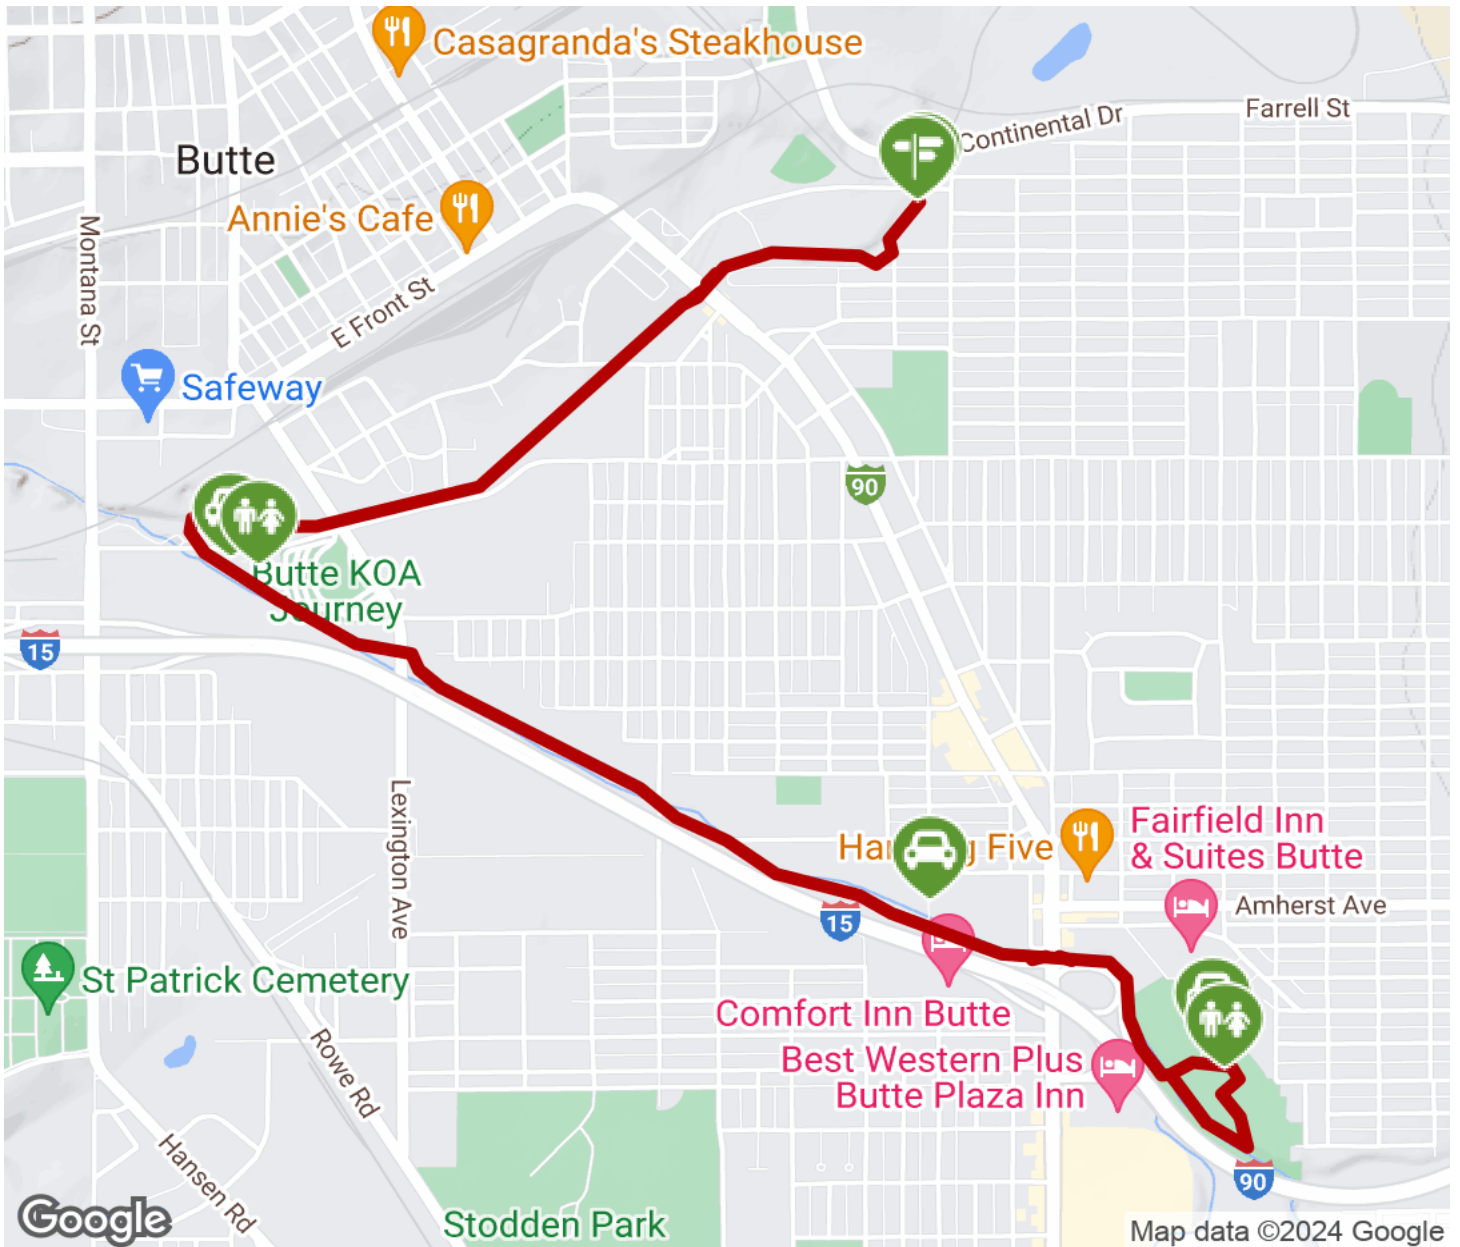 Casagranda's Steakhouse
Continental Dr
Farrell St
Butte
Annie's Cafe
Montana St
E Front St
Safeway
90
Butte KOA
Journey
15
Lexington Ave
Fairfield Inn
& Suites Butte
Five
15
Amherst Ave
St Patrick Cemetery
Comfort Inn Butte
Best Western Plus
Butte Plaza Inn
Rowe Rd
Hansen Rd
90
Stodden Park
Google
Map data ©2024 Google